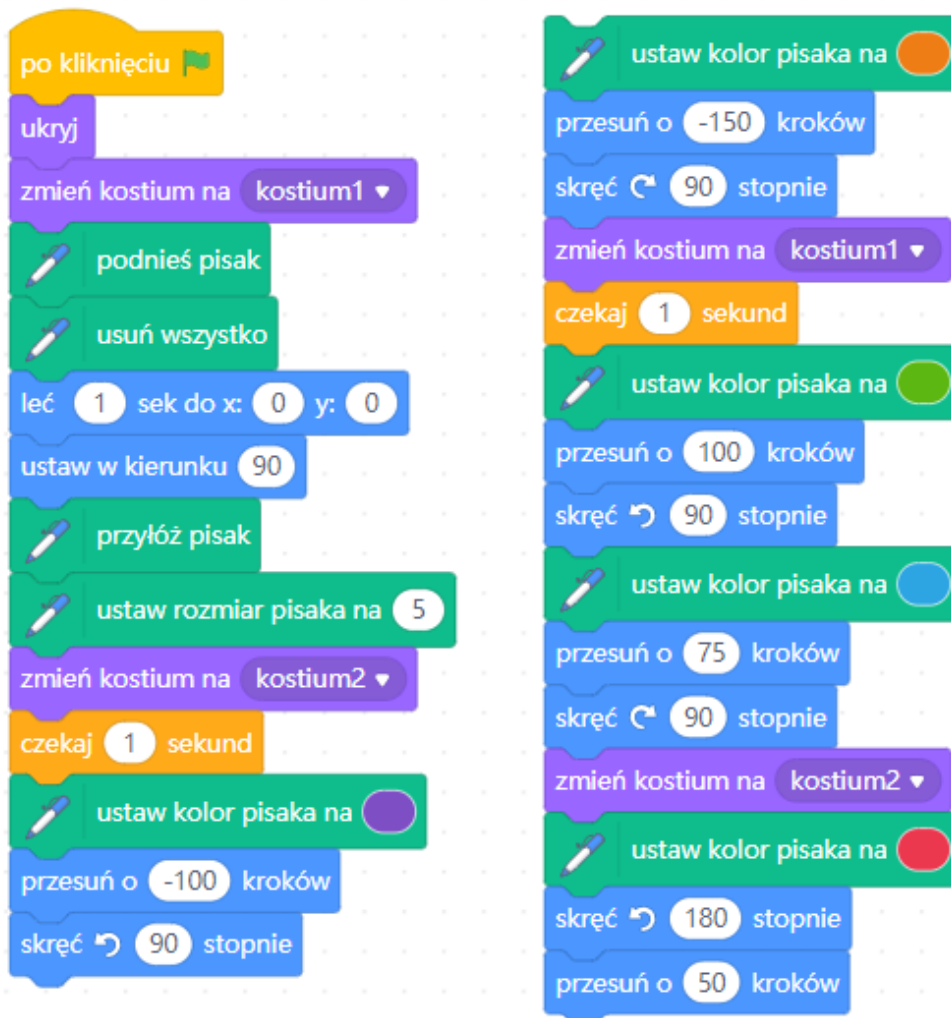 po kliknięciu
ukryj
zmień kostium na kostium1
podnieś pisak
usuń wszystko
leć 1 sek do x: 0 y: 0
ustaw w kierunku 90
przyłóż pisak
ustaw rozmiar pisaka na 5
zmień kostium na kostium2
czekaj 1 sekund
ustaw kolor pisaka na
przesuń o -100 kroków
skręć 90 stopnie
ustaw kolor pisaka na
przesuń o -150 kroków
skręć 90 stopnie
zmień kostium na kostium1
czekaj 1 sekund
ustaw kolor pisaka na
przesuń o 100 kroków
skręć 90 stopnie
ustaw kolor pisaka na
przesuń o 75 kroków
skręć 90 stopnie
zmień kostium na kostium2
ustaw kolor pisaka na
skręć 180 stopnie
przesuń o 50 kroków